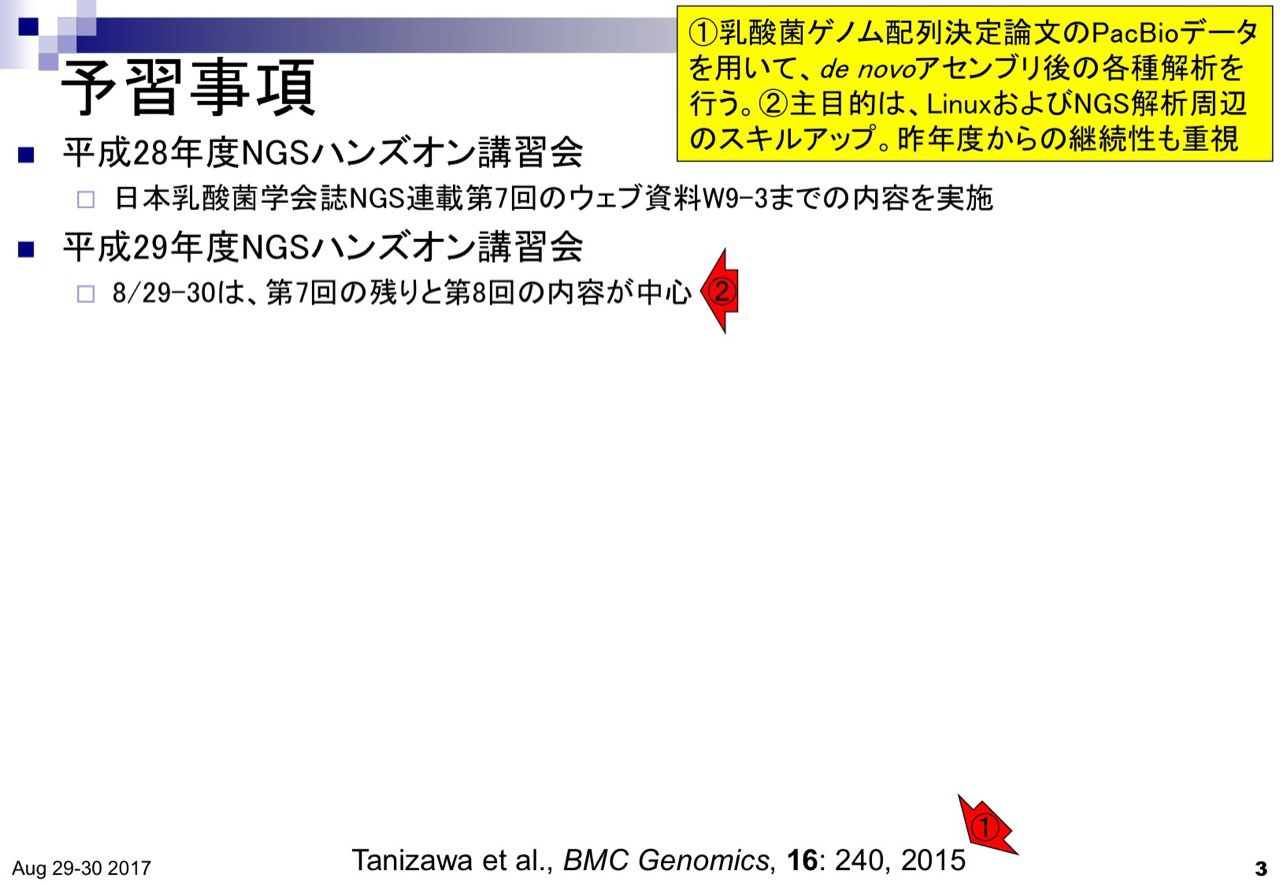 ①乳酸菌ゲノム配列決定論文のPacBioデータ
を用いて、de novoアセンブリ後の各種解析を
行う。②主目的は、LinuxおよびNGS解析周辺
のスキルアップ。昨年度からの継続性も重視
予習事項
■ 平成28年度NGSハンズオン講習会
□ 日本乳酸菌学会誌NGS連載第7回のウェブ資料W9-3までの内容を実施
■ 平成29年度NGSハンズオン講習会
□ 8/29-30は、第7回の残りと第8回の内容が中心
②
①
Tanizawa et al., BMC Genomics, 16: 240, 2015
Aug 29-30 2017
3